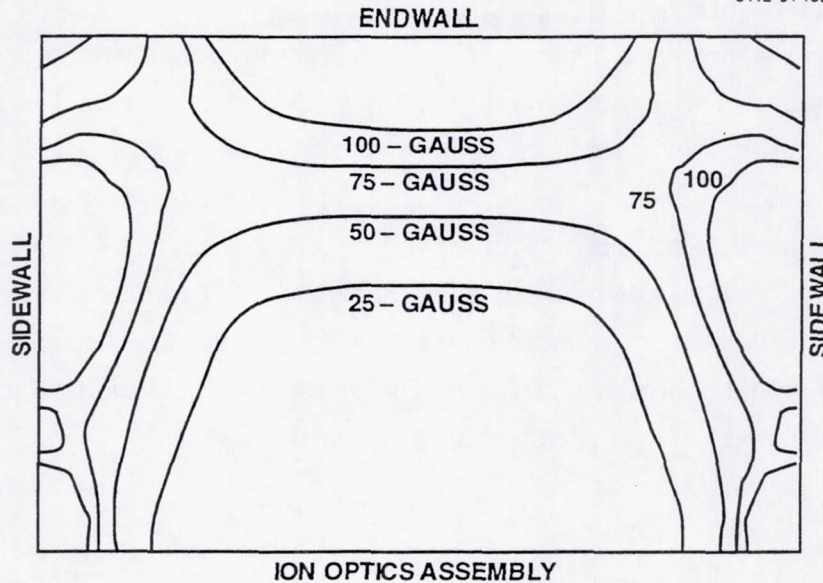 ENDWALL
100 – GAUSS
75 – GAUSS
75
100
50 – GAUSS
25 – GAUSS
SIDEWALL
SIDEWALL
ION OPTICS ASSEMBLY